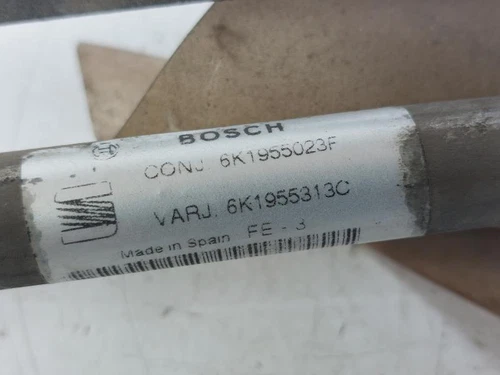 BOSCH
CONJ. 6K1955023F
VARJ. 6K1955313C
Made in Spain FE - 3